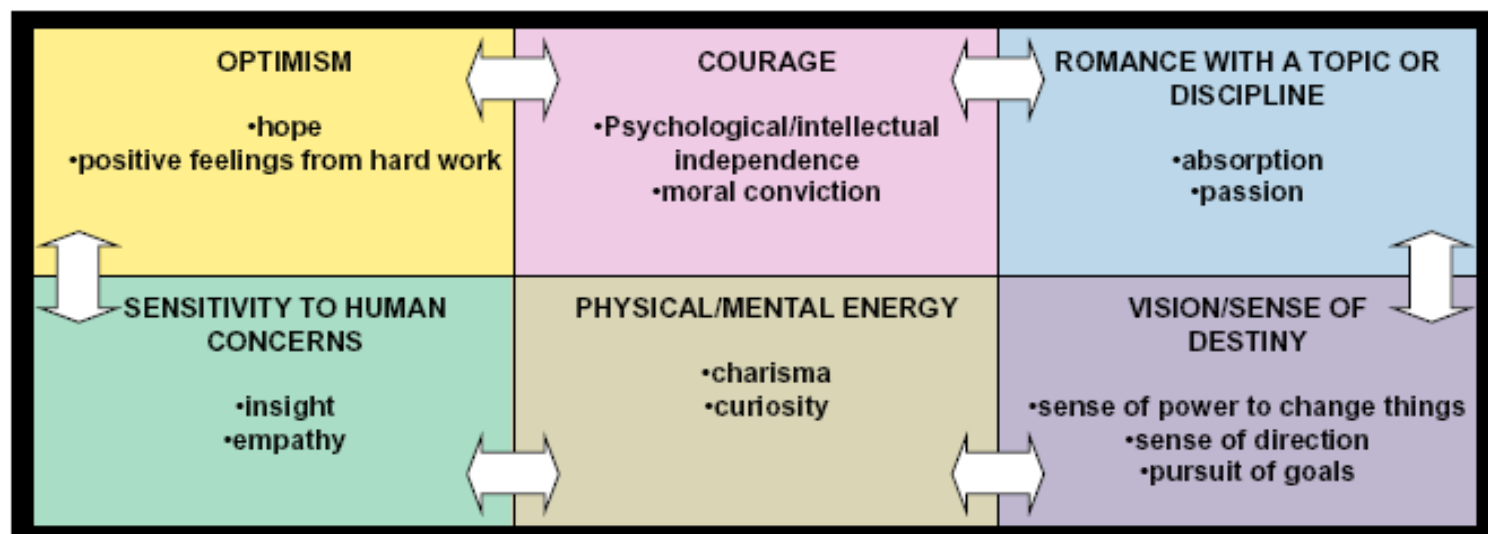 OPTIMISM
•hope
•positive feelings from hard work
COURAGE
•Psychological/intellectual
independence
•moral conviction
ROMANCE WITH A TOPIC OR
DISCIPLINE
•absorption
•passion
SENSITIVITY TO HUMAN
CONCERNS
•insight
•empathy
PHYSICAL/MENTAL ENERGY
•charisma
•curiosity
VISION/SENSE OF
DESTINY
•sense of power to change things
•sense of direction
•pursuit of goals